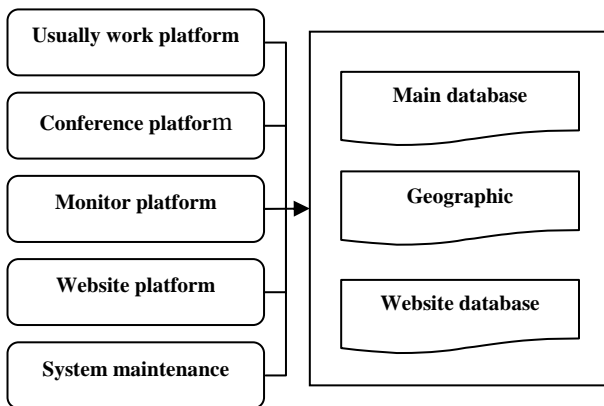 Usually work platform
Conference platform
Monitor platform
Website platform
System maintenance
Main database
Geographic
Website database